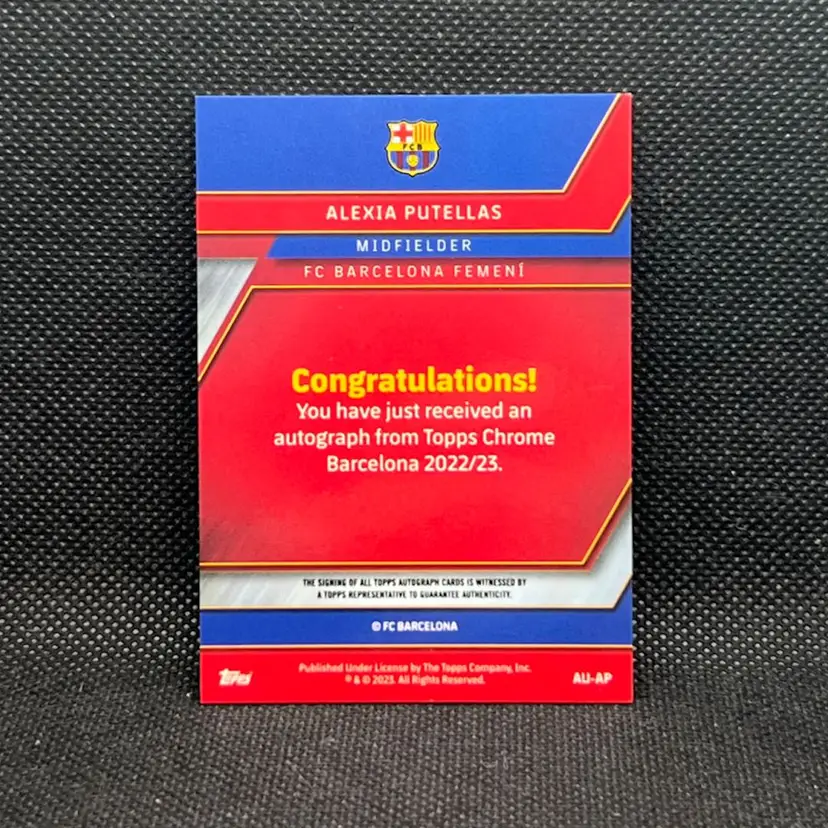 FCB
ALEXIA PUTELLAS
MIDFIELDER
FC BARCELONA FEMENÍ
Congratulations!
You have just received an
autograph from Topps Chrome
Barcelona 2022/23.
THE SIGNING OF ALL TOPPS AUTOGRAPH CARDS IS WITNESSED BY
A TOPPS REPRESENTATIVE TO GUARANTEE AUTHENTICITY.
© FC BARCELONA
Published Under License by The Topps Company, Inc.
® & © 2023. All Rights Reserved.
Topps
AU-AP